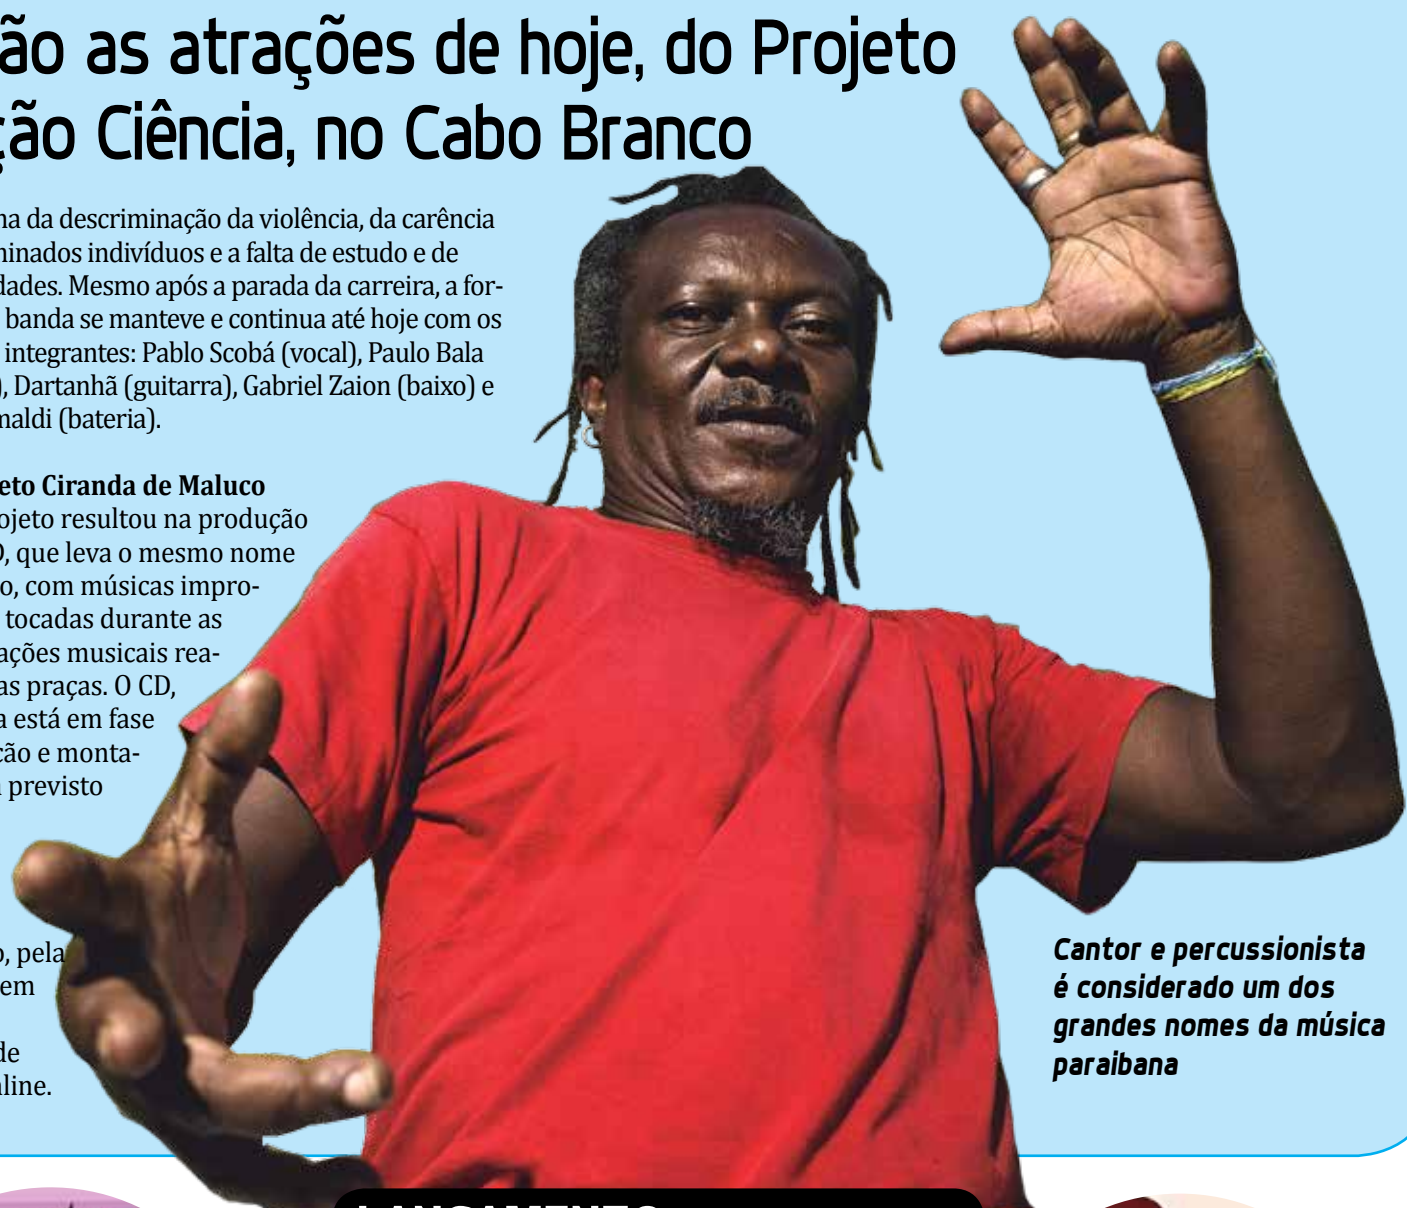 ão as atrações de hoje, do Projeto
ção Ciência, no Cabo Branco
na da descriminação da violência, da carência
ninados indivíduos e a falta de estudo e de
dades. Mesmo após a parada da carreira, a for-
banda se manteve e continua até hoje com os
integrantes: Pablo Scobá (vocal), Paulo Bala
), Dartanhã (guitarra), Gabriel Zaion (baixo) e
naldi (bateria).
eto Ciranda de Maluco
ojeto resultou na produção
D, que leva o mesmo nome
o, com músicas impro-
tocadas durante as
ações musicais rea-
as praças. O CD,
a está em fase
ção e monta-
previsto
o, pela
em
de
line.
Cantor e percussionista
é considerado um dos
grandes nomes da música
paraibana
LANÇAMENTO